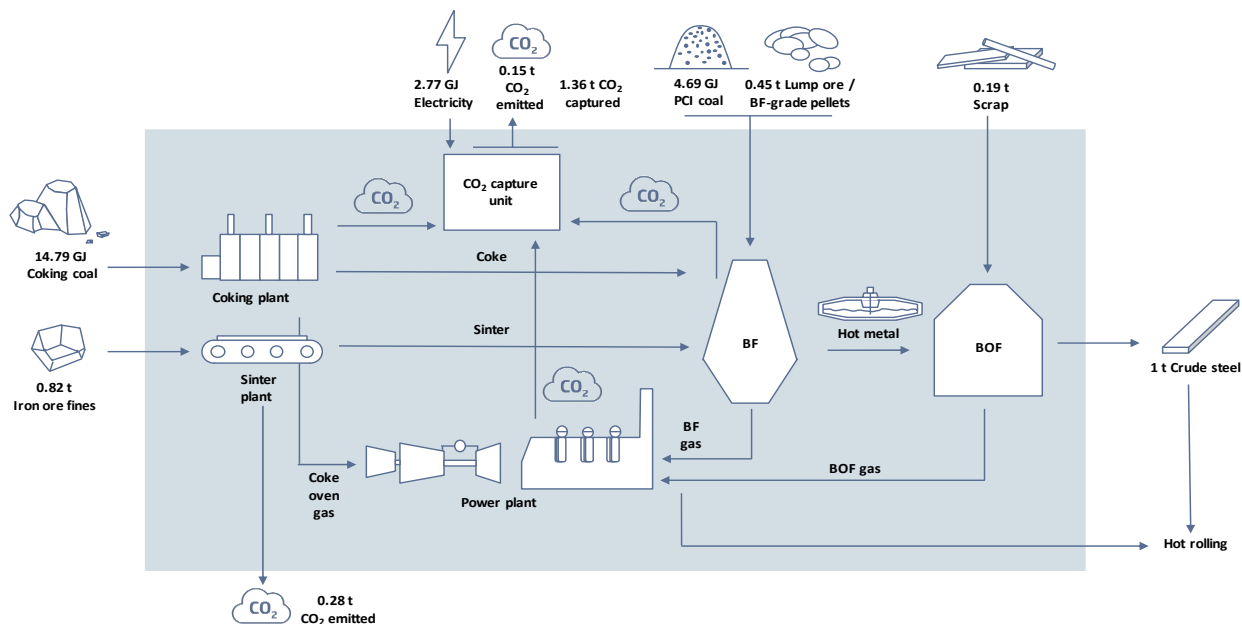 CO2
2.77 GJ
Electricity
0.15 t
CO2
emitted
1.36 t CO2
captured
4.69 GJ
PCI coal
0.45 t Lump ore /
BF-grade pellets
0.19 t
Scrap
CO2 capture
unit
CO2
CO2
14.79 GJ
Coking coal
Coking plant
Coke
0.82 t
Iron ore fines
Sinter
plant
Sinter
BF
Hot metal
BOF
1 t Crude steel
CO2
BF
gas
BOF gas
Coke
oven
gas
Power plant
Hot rolling
CO2
0.28 t
CO2 emitted